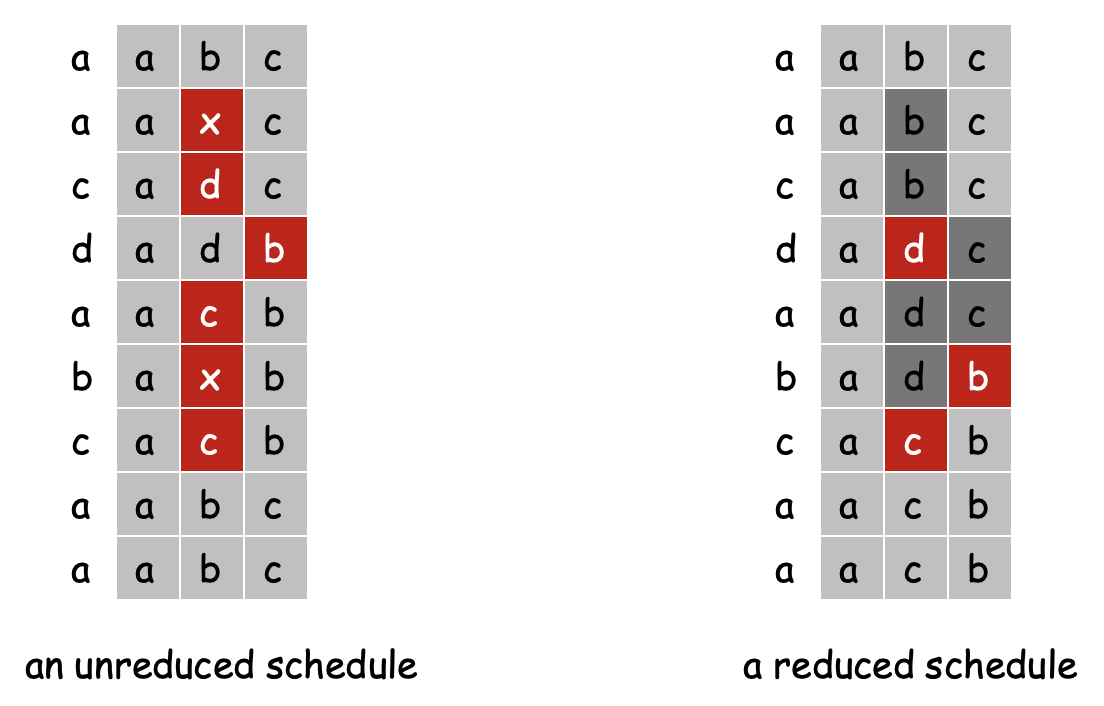 a a b c a a b c
a a x c a a b c
c a d c c a b c
d a d b d a d c
a a c b a a d c
b a x b b a d b
c a c b c a c b
a a b c a a c b
a a b c a a c b
an unreduced schedule a reduced schedule